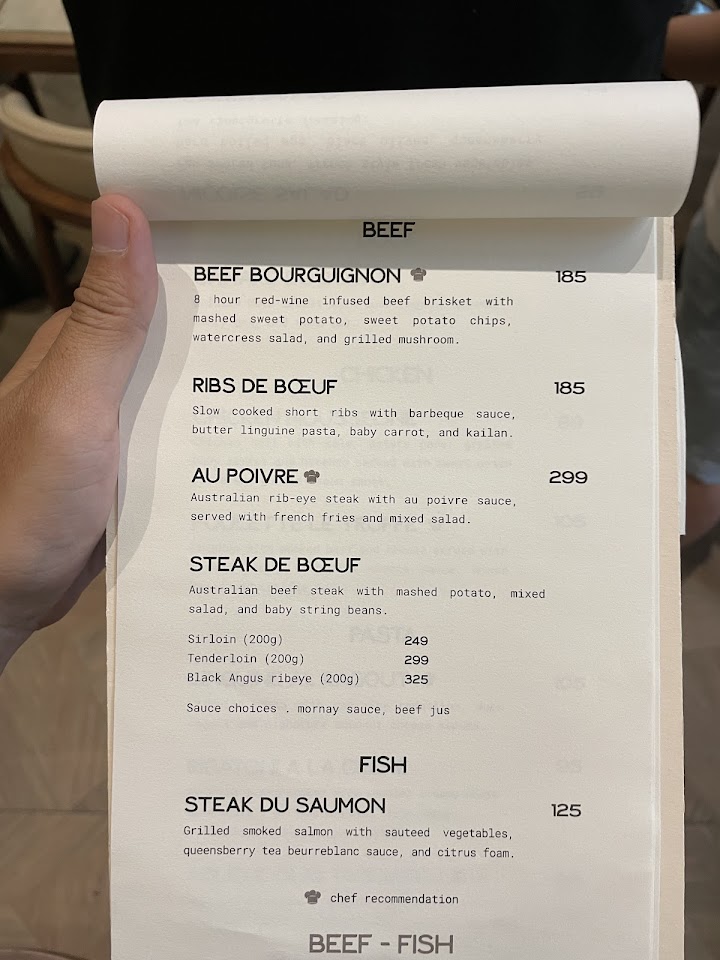 BEEF
BEEF BOURGUIGNON 185
8 hour red-wine infused beef brisket with
mashed sweet potato, sweet potato chips,
watercress salad, and grilled mushroom.
RIBS DE BŒUF 185
Slow cooked short ribs with barbeque sauce,
butter linguine pasta, baby carrot, and kailan.
AU POIVRE 299
Australian rib-eye steak with au poivre sauce,
served with french fries and mixed salad.
STEAK DE BŒUF
Australian beef steak with mashed potato, mixed
salad, and baby string beans.
Sirloin (200g) 249
Tenderloin (200g) 299
Black Angus ribeye (200g) 325
Sauce choices . mornay sauce, beef jus
FISH
STEAK DU SAUMON 125
Grilled smoked salmon with sauteed vegetables,
queensberry tea beurreblanc sauce, and citrus foam.
chef recommendation
BEEF - FISH